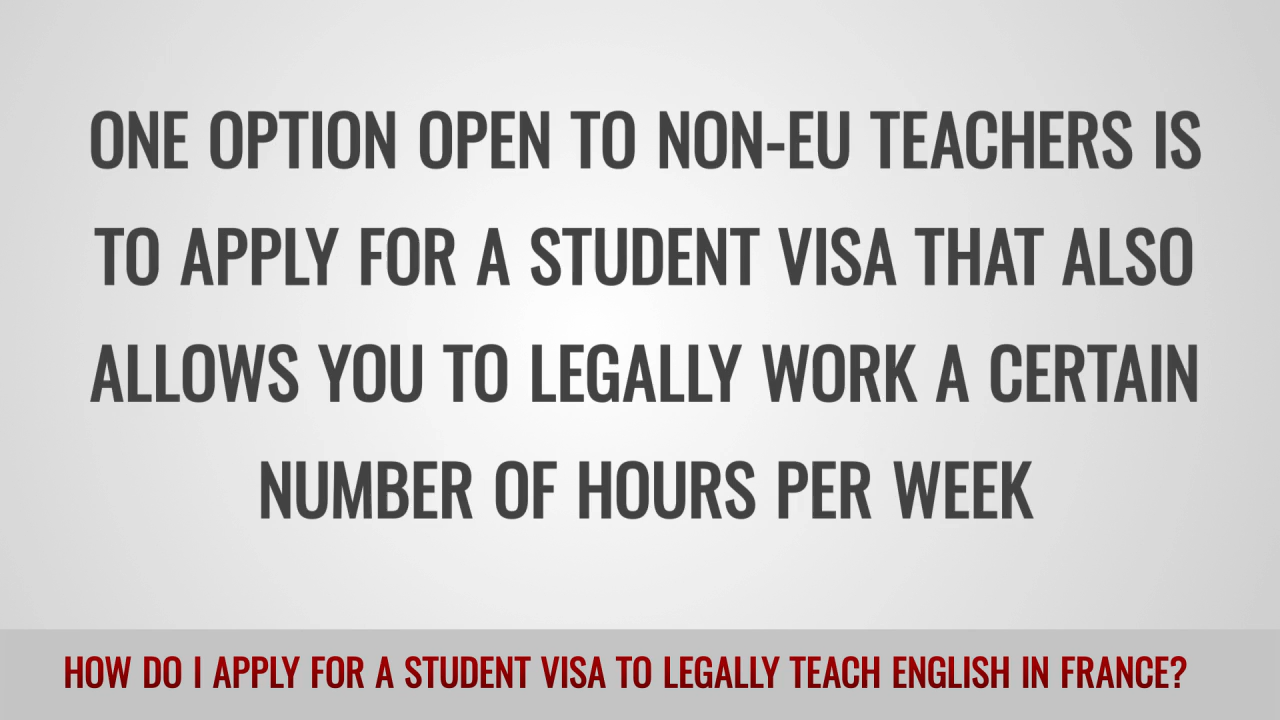 ONE OPTION OPEN TO NON-EU TEACHERS IS
TO APPLY FOR A STUDENT VISA THAT ALSO
ALLOWS YOU TO LEGALLY WORK A CERTAIN
NUMBER OF HOURS PER WEEK
HOW DO I APPLY FOR A STUDENT VISA TO LEGALLY TEACH ENGLISH IN FRANCE?